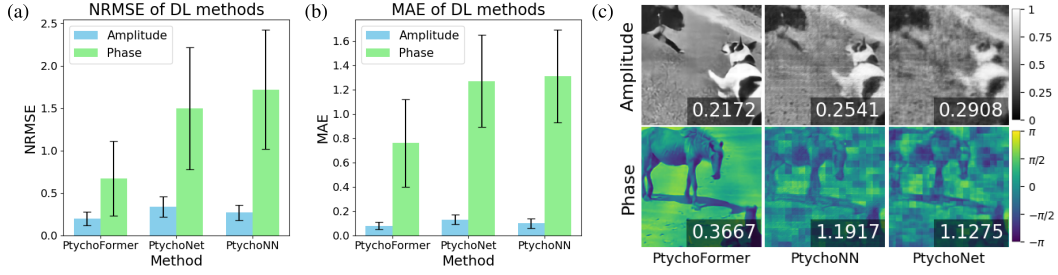 (a)
NRMSE of DL methods
Amplitude
Phase
2.5
2.0
1.5
1.0
0.5
0.0
NRMSE
PtychoFormer PtychoNet PtychoNN
Method
(b)
MAE of DL methods
Amplitude
Phase
1.6
1.4
1.2
1.0
0.8
0.6
0.4
0.2
0.0
MAE
PtychoFormer PtychoNet PtychoNN
Method
(c)
Amplitude
0.2172 0.2541 0.2908
1
0.75
0.5
0.25
0
Phase
0.3667 1.1917 1.1275
π
π/2
0
−π/2
−π
PtychoFormer PtychoNN PtychoNet